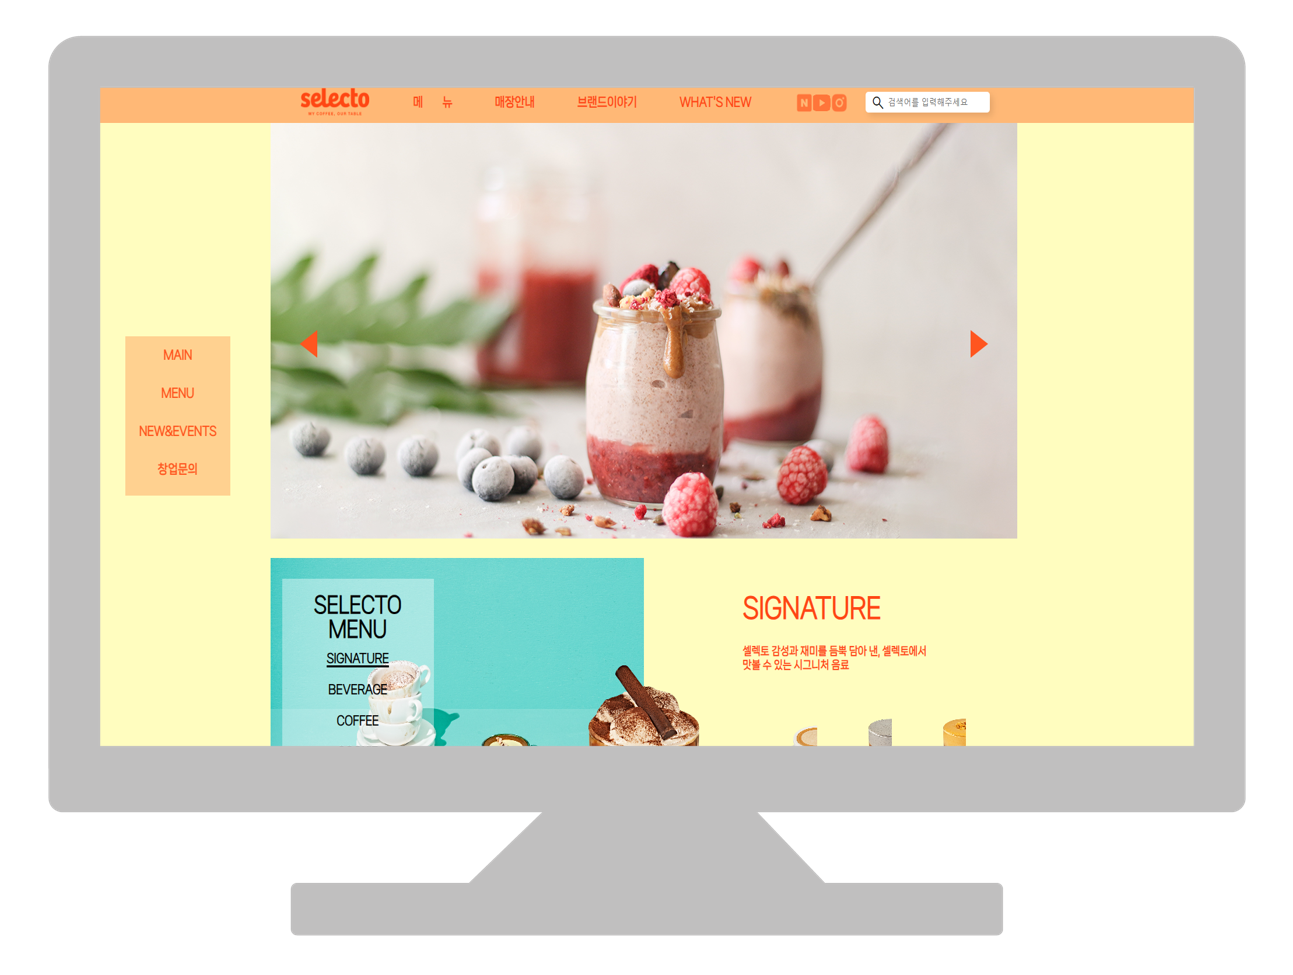 selecto
MY COFFEE, OUR TABLE
메 뉴
매장안내
브랜드이야기
WHAT'S NEW
N
검색어를 입력해주세요
MAIN
MENU
NEW&EVENTS
창업문의
SELECTO
MENU
SIGNATURE
BEVERAGE
COFFEE
SIGNATURE
셀렉토 감성과 재미를 듬뿍 담아 낸, 셀렉토에서
맛볼 수 있는 시그니처 음료